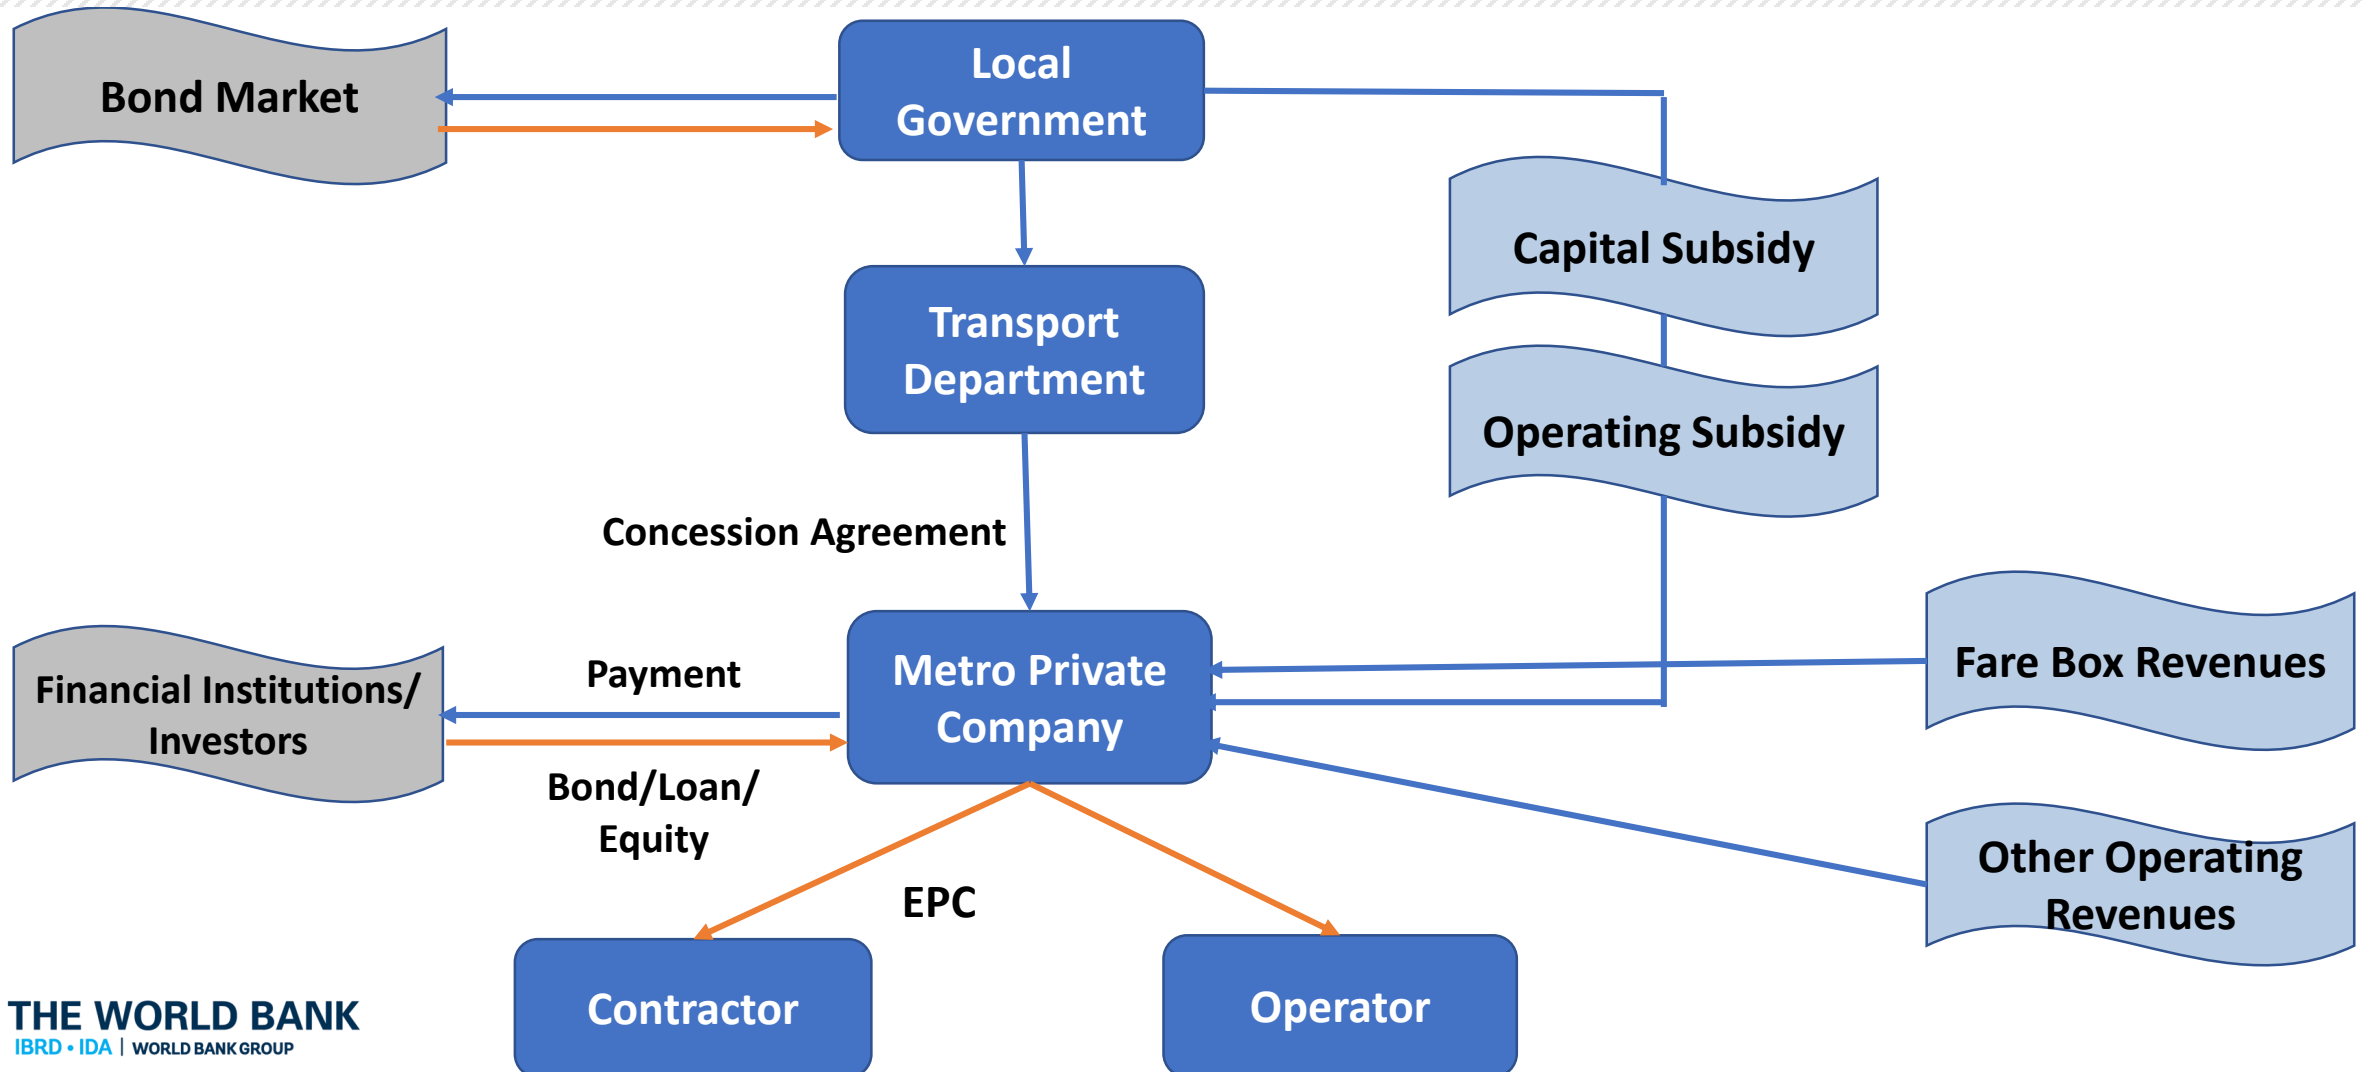 Bond Market
Local
Government
Capital Subsidy
Transport
Department
Operating Subsidy
Concession Agreement
Financial Institutions/
Investors
Payment
Bond/Loan/
Equity
Metro Private
Company
Fare Box Revenues
Other Operating
Revenues
EPC
Contractor
Operator
THE WORLD BANK
IBRD • IDA | WORLD BANK GROUP